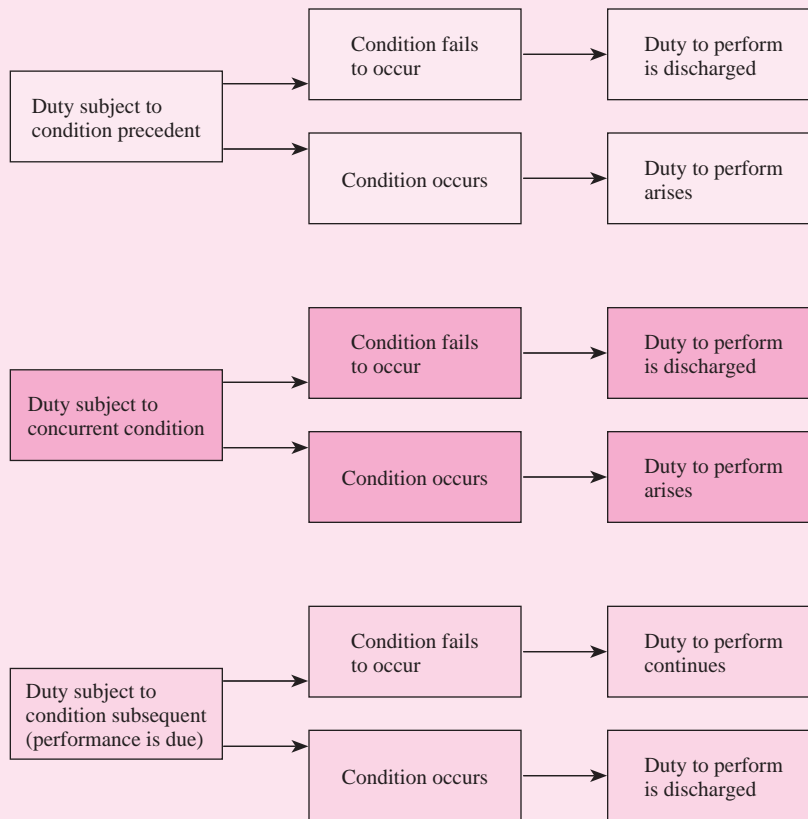 Duty subject to
condition precedent
Condition fails
to occur
Duty to perform
is discharged
Condition occurs
Duty to perform
arises
Duty subject to
concurrent condition
Condition fails
to occur
Duty to perform
is discharged
Condition occurs
Duty to perform
arises
Duty subject to
condition subsequent
(performance is due)
Condition fails
to occur
Duty to perform
continues
Condition occurs
Duty to perform
is discharged